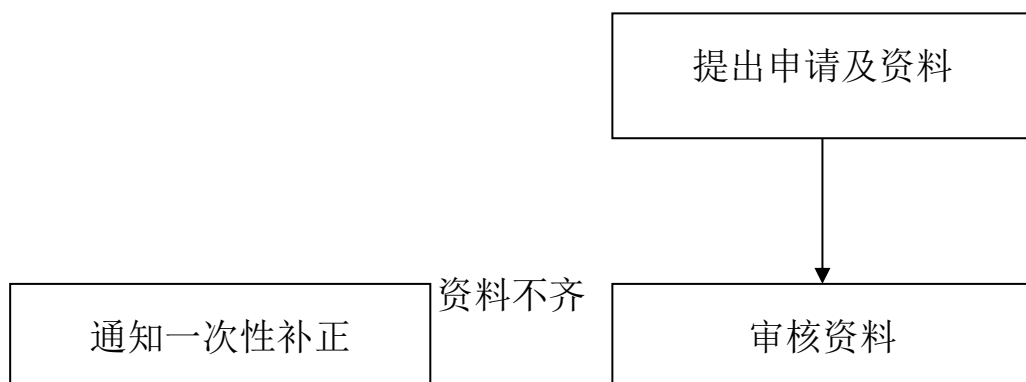 提出申请及资料
资料不齐
通知一次性补正
审核资料